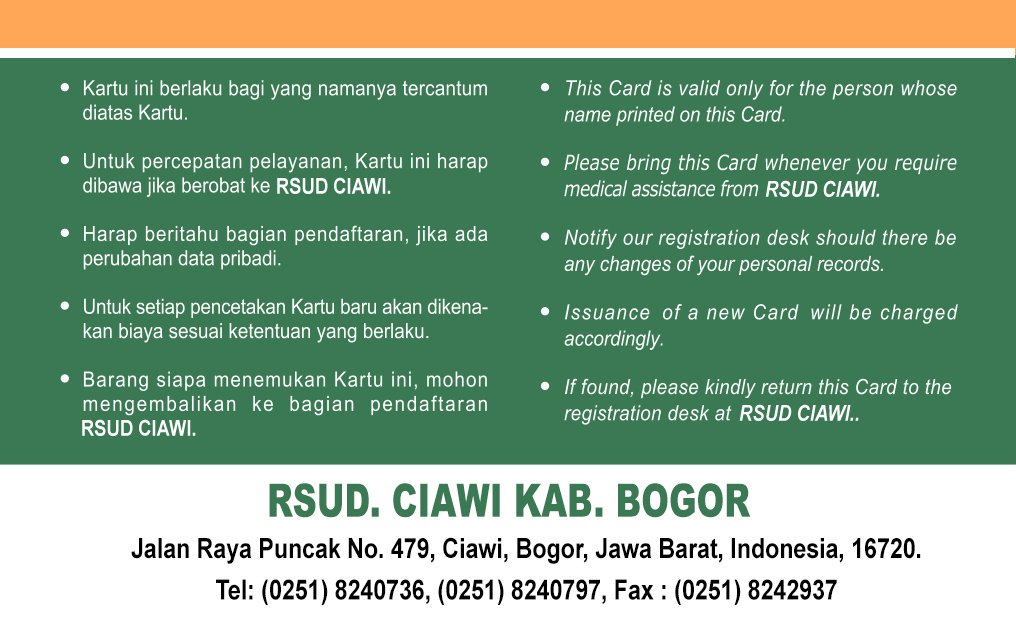 • Kartu ini berlaku bagi yang namanya tercantum
diatas Kartu.
• Untuk percepatan pelayanan, Kartu ini harap
dibawa jika berobat ke RSUD CIAWI.
• Harap beritahu bagian pendaftaran, jika ada
perubahan data pribadi.
• Untuk setiap pencetakan Kartu baru akan dikena-
kan biaya sesuai ketentuan yang berlaku.
• Barang siapa menemukan Kartu ini, mohon
mengembalikan ke bagian pendaftaran
RSUD CIAWI.
• This Card is valid only for the person whose
name printed on this Card.
• Please bring this Card whenever you require
medical assistance from RSUD CIAWI.
• Notify our registration desk should there be
any changes of your personal records.
• Issuance of a new Card will be charged
accordingly.
• If found, please kindly return this Card to the
registration desk at RSUD CIAWI..
RSUD. CIAWI KAB. BOGOR
Jalan Raya Puncak No. 479, Ciawi, Bogor, Jawa Barat, Indonesia, 16720.
Tel: (0251) 8240736, (0251) 8240797, Fax : (0251) 8242937